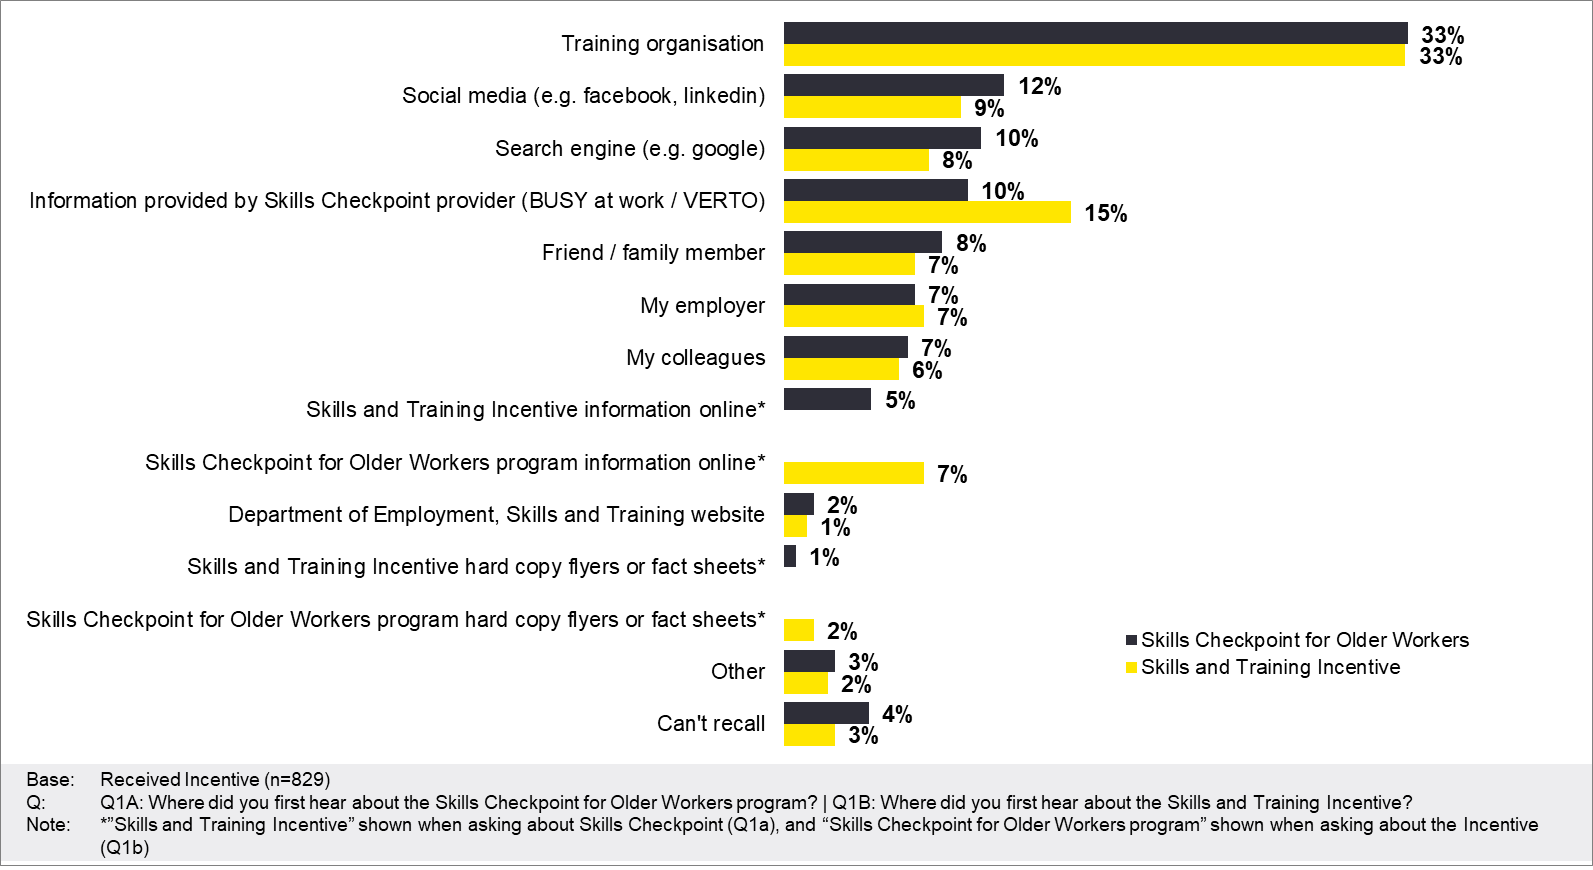 Training organisation 33%
33%
Social media (e.g. facebook, linkedin) 12%
9%
Search engine (e.g. google) 10%
8%
Information provided by Skills Checkpoint provider (BUSY at work / VERTO) 10%
15%
Friend / family member 8%
7%
My employer 7%
7%
My colleagues 7%
6%
Skills and Training Incentive information online* 5%
Skills Checkpoint for Older Workers program information online* 7%
Department of Employment, Skills and Training website 2%
1%
Skills and Training Incentive hard copy flyers or fact sheets* 1%
Skills Checkpoint for Older Workers program hard copy flyers or fact sheets* 2%
Other 3%
2%
Can't recall 4%
3%
Skills Checkpoint for Older Workers
Skills and Training Incentive
Base: Received Incentive (n=829)
Q: Q1A: Where did you first hear about the Skills Checkpoint for Older Workers program? | Q1B: Where did you first hear about the Skills and Training Incentive?
Note: *”Skills and Training Incentive” shown when asking about Skills Checkpoint (Q1a), and “Skills Checkpoint for Older Workers program” shown when asking about the Incentive
(Q1b)